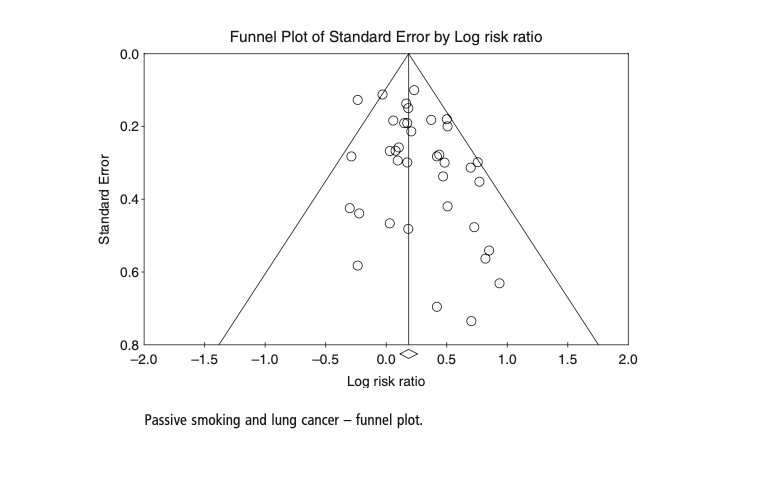 Funnel Plot of Standard Error by Log risk ratio
0.0
0.2
0.4
0.6
0.8
Standard Error
–2.0 –1.5 –1.0 –0.5 0.0 0.5 1.0 1.5 2.0
Log risk ratio
Passive smoking and lung cancer – funnel plot.